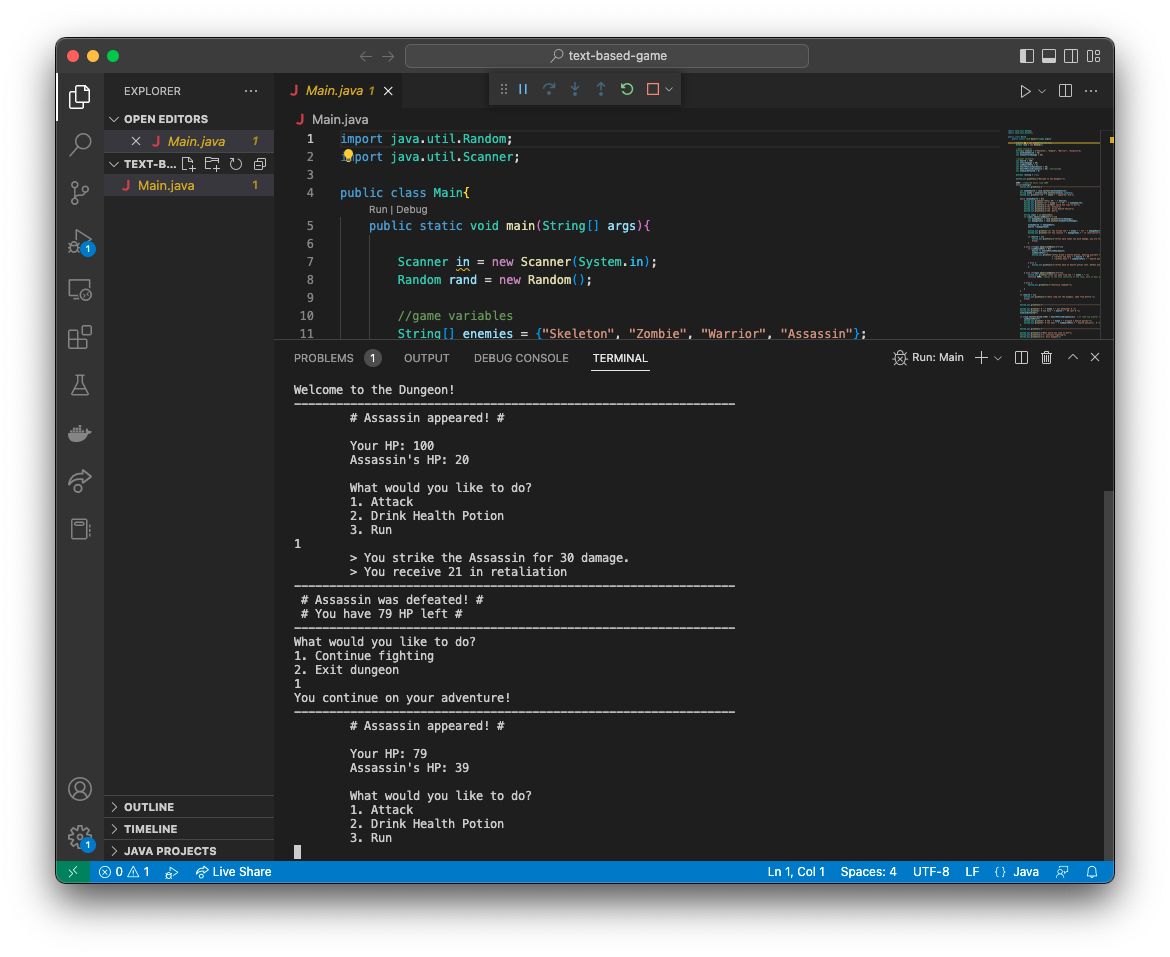 text-based-game
EXPLORER
OPEN EDITORS
J Main.java 1
TEXT-B...
J Main.java 1
OUTLINE
TIMELINE
JAVA PROJECTS
1
1
J Main.java 1
J Main.java
1 import java.util.Random;
2 import java.util.Scanner;
3
4 public class Main{
Run | Debug
5 public static void main(String[] args){
6
7 Scanner in = new Scanner(System.in);
8 Random rand = new Random();
9
10 //game variables
11 String[] enemies = {"Skeleton", "Zombie", "Warrior", "Assassin"};
PROBLEMS 1 OUTPUT DEBUG CONSOLE TERMINAL Run: Main
Welcome to the Dungeon!
---------------------------------------------------------------
# Assassin appeared! #
Your HP: 100
Assassin's HP: 20
What would you like to do?
1. Attack
2. Drink Health Potion
3. Run
1
> You strike the Assassin for 30 damage.
> You receive 21 in retaliation
---------------------------------------------------------------
# Assassin was defeated! #
# You have 79 HP left #
---------------------------------------------------------------
What would you like to do?
1. Continue fighting
2. Exit dungeon
1
You continue on your adventure!
---------------------------------------------------------------
# Assassin appeared! #
Your HP: 79
Assassin's HP: 39
What would you like to do?
1. Attack
2. Drink Health Potion
3. Run
0 1 Live Share Ln 1, Col 1 Spaces: 4 UTF-8 LF {} Java